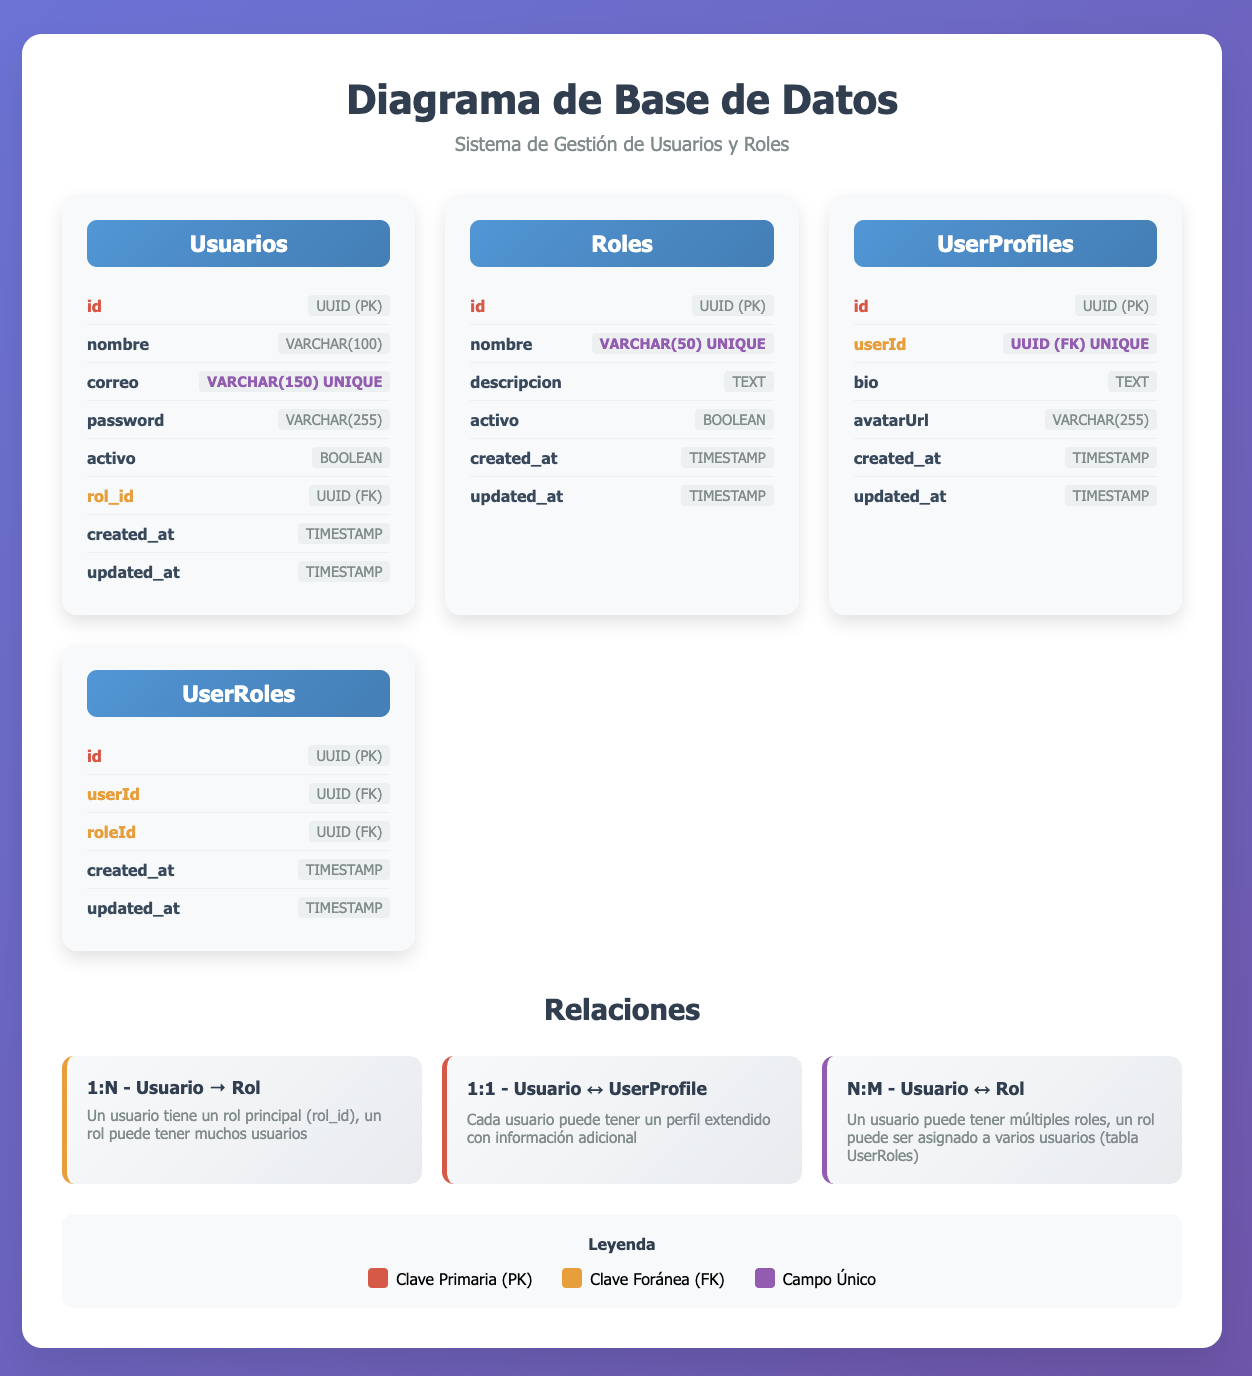 Diagrama de Base de Datos
Sistema de Gestión de Usuarios y Roles
Usuarios
id UUID (PK)
nombre VARCHAR(100)
correo VARCHAR(150) UNIQUE
password VARCHAR(255)
activo BOOLEAN
rol_id UUID (FK)
created_at TIMESTAMP
updated_at TIMESTAMP
Roles
id UUID (PK)
nombre VARCHAR(50) UNIQUE
descripcion TEXT
activo BOOLEAN
created_at TIMESTAMP
updated_at TIMESTAMP
UserProfiles
id UUID (PK)
userId UUID (FK) UNIQUE
bio TEXT
avatarUrl VARCHAR(255)
created_at TIMESTAMP
updated_at TIMESTAMP
UserRoles
id UUID (PK)
userId UUID (FK)
roleId UUID (FK)
created_at TIMESTAMP
updated_at TIMESTAMP
Relaciones
1:N - Usuario → Rol
Un usuario tiene un rol principal (rol_id), un
rol puede tener muchos usuarios
1:1 - Usuario ↔ UserProfile
Cada usuario puede tener un perfil extendido
con información adicional
N:M - Usuario ↔ Rol
Un usuario puede tener múltiples roles, un rol
puede ser asignado a varios usuarios (tabla
UserRoles)
Leyenda
Clave Primaria (PK)
Clave Foránea (FK)
Campo Único